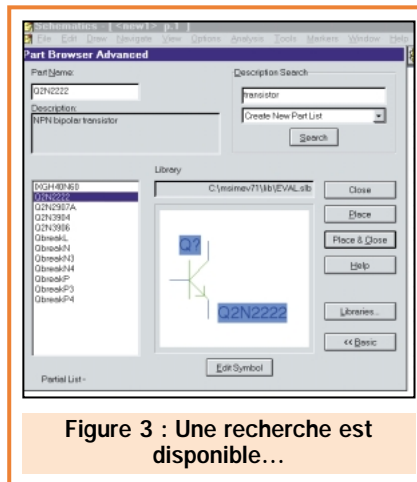 Schematics - [ <new1> p.1 ]
File Edit Draw Navigate View Options Analysis Tools Markers Window Help
Part Browser Advanced
Part Name:
Q2N2222
Description:
NPN bipolar transistor
Description Search
transistor
Create New Part List
Search
Library
C:\msimev71\lib\EVAL.slb
IXGH40N60
Q2N2222
Q2N2907A
Q2N3904
Q2N3906
QbreakL
QbreakN
QbreakN3
QbreakN4
QbreakP
QbreakP3
QbreakP4
Q?
Q2N2222
Close
Place
Place & Close
Help
Libraries...
<< Basic
Edit Symbol
Partial List -
Figure 3 : Une recherche est
disponible...